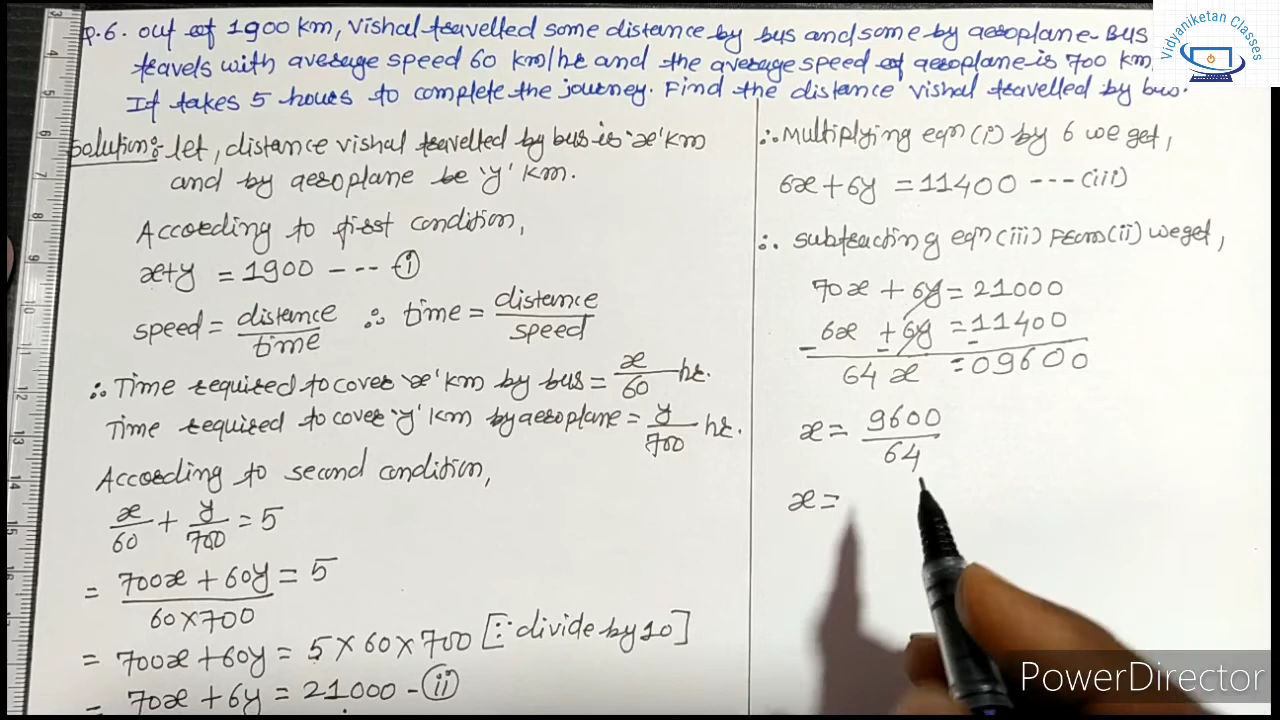 Q.6. Out of 1900 km, Vishal travelled some distance by bus and some by aeroplane. Bus
travels with average speed 60 km/hr and the average speed of aeroplane is 700 km.
It takes 5 hours to complete the journey. Find the distance vishal travelled by bus.
Solution:- let, distance vishal travelled by bus is 'x' km
and by aeroplane be 'y' km.
According to first condition,
x+y = 1900 --- (i)
speed = distance/time ∴ time = distance/speed
∴ Time required to cover 'x' km by bus = x/60 hr.
Time required to cover 'y' km by aeroplane = y/700 hr.
According to second condition,
x/60 + y/700 = 5
= 700x + 60y / 60×700 = 5
= 700x + 60y = 5 × 60 × 700 [∵ divide by 10]
= 70x + 6y = 21000 - (ii)
∴ Multiplying eqn (i) by 6 we get,
6x + 6y = 11400 --- (iii)
∴ subtracting eqn (iii) from (ii) we get,
70x + 6y = 21000
- 6x + 6y = 11400
- -
64x = 09600
x = 9600/64
x =
Vidyaniketan Classes
PowerDirector